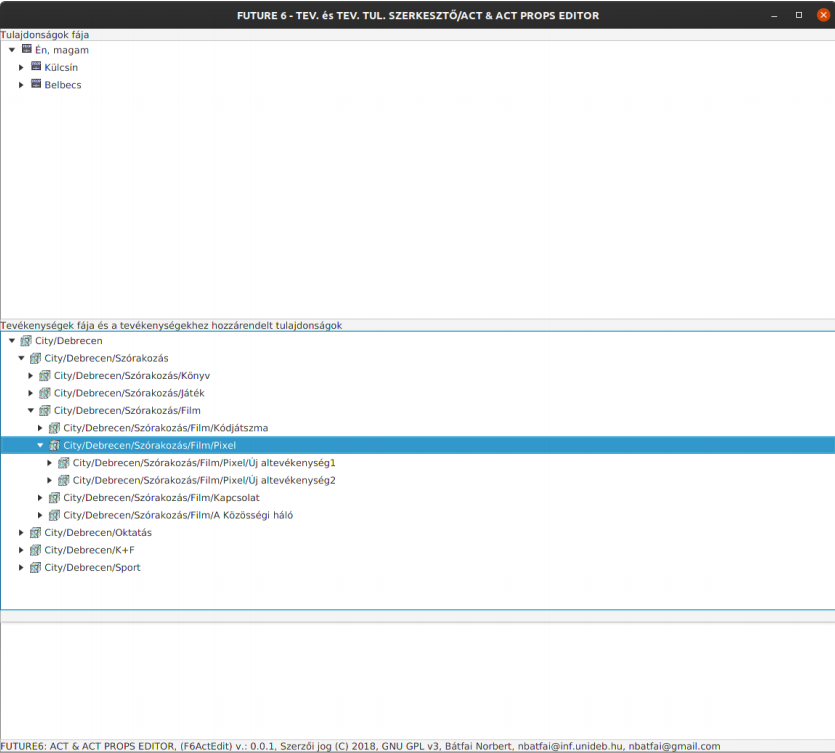 FUTURE 6 - TEV. és TEV. TUL. SZERKESZTŐ/ACT & ACT PROPS EDITOR
Tulajdonságok fája
Én, magam
Külcsín
Belbecs
Tevékenységek fája és a tevékenységekhez hozzárendelt tulajdonságok
City/Debrecen
City/Debrecen/Szórakozás
City/Debrecen/Szórakozás/Könyv
City/Debrecen/Szórakozás/Játék
City/Debrecen/Szórakozás/Film
City/Debrecen/Szórakozás/Film/Kódjátszma
City/Debrecen/Szórakozás/Film/Pixel
City/Debrecen/Szórakozás/Film/Pixel/Új altevékenység1
City/Debrecen/Szórakozás/Film/Pixel/Új altevékenység2
City/Debrecen/Szórakozás/Film/Kapcsolat
City/Debrecen/Szórakozás/Film/A Közösségi háló
City/Debrecen/Oktatás
City/Debrecen/K+F
City/Debrecen/Sport
FUTURE6: ACT & ACT PROPS EDITOR, (F6ActEdit) v.: 0.0.1, Szerzői jog (C) 2018, GNU GPL v3, Bátfai Norbert, nbatfai@inf.unideb.hu, nbatfai@gmail.com